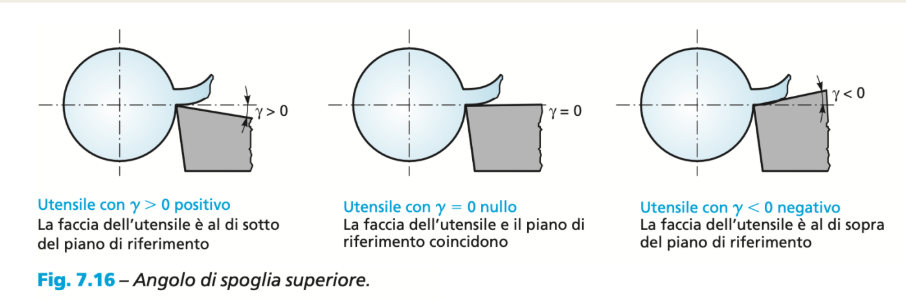 γ > 0
γ = 0
γ < 0
Utensile con γ > 0 positivo
La faccia dell'utensile è al di sotto
del piano di riferimento
Utensile con γ = 0 nullo
La faccia dell'utensile e il piano di
riferimento coincidono
Utensile con γ < 0 negativo
La faccia dell'utensile è al di sopra
del piano di riferimento
Fig. 7.16 – Angolo di spoglia superiore.